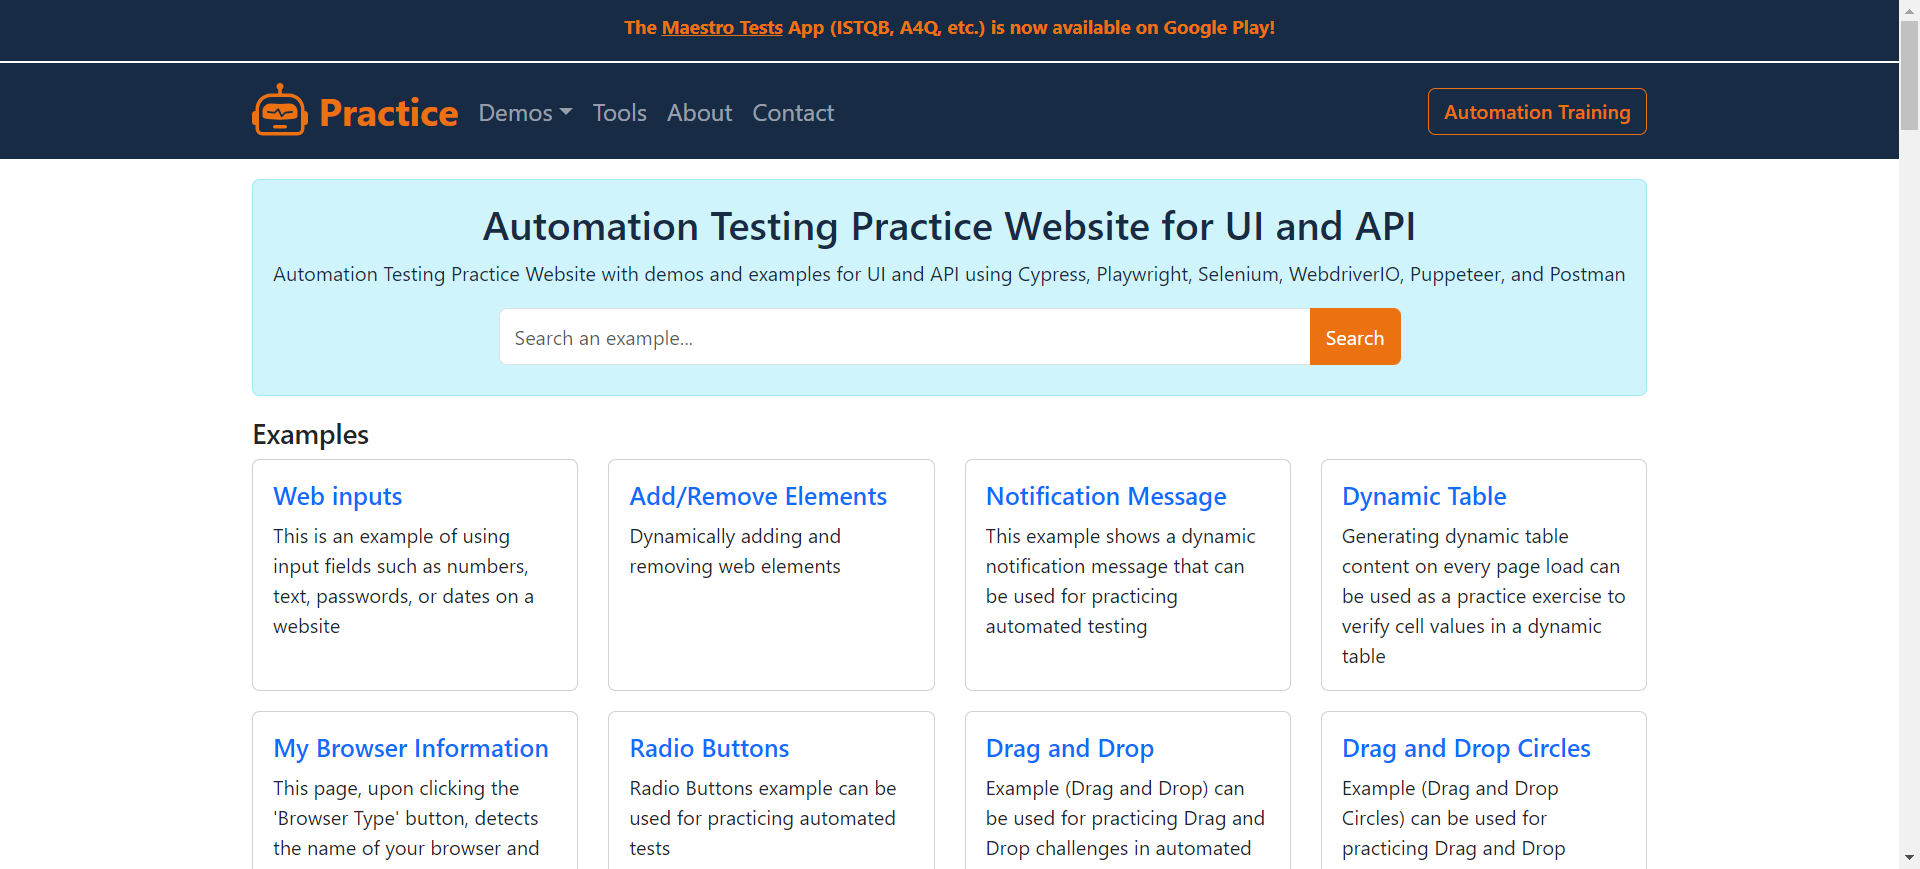 The Maestro Tests App (ISTQB, A4Q, etc.) is now available on Google Play!
Practice Demos Tools About Contact Automation Training
Automation Testing Practice Website for UI and API
Automation Testing Practice Website with demos and examples for UI and API using Cypress, Playwright, Selenium, WebdriverIO, Puppeteer, and Postman
Search an example... Search
Examples
Web inputs
This is an example of using
input fields such as numbers,
text, passwords, or dates on a
website
Add/Remove Elements
Dynamically adding and
removing web elements
Notification Message
This example shows a dynamic
notification message that can
be used for practicing
automated testing
Dynamic Table
Generating dynamic table
content on every page load can
be used as a practice exercise to
verify cell values in a dynamic
table
My Browser Information
This page, upon clicking the
'Browser Type' button, detects
the name of your browser and
Radio Buttons
Radio Buttons example can be
used for practicing automated
tests
Drag and Drop
Example (Drag and Drop) can
be used for practicing Drag and
Drop challenges in automated
Drag and Drop Circles
Example (Drag and Drop
Circles) can be used for
practicing Drag and Drop